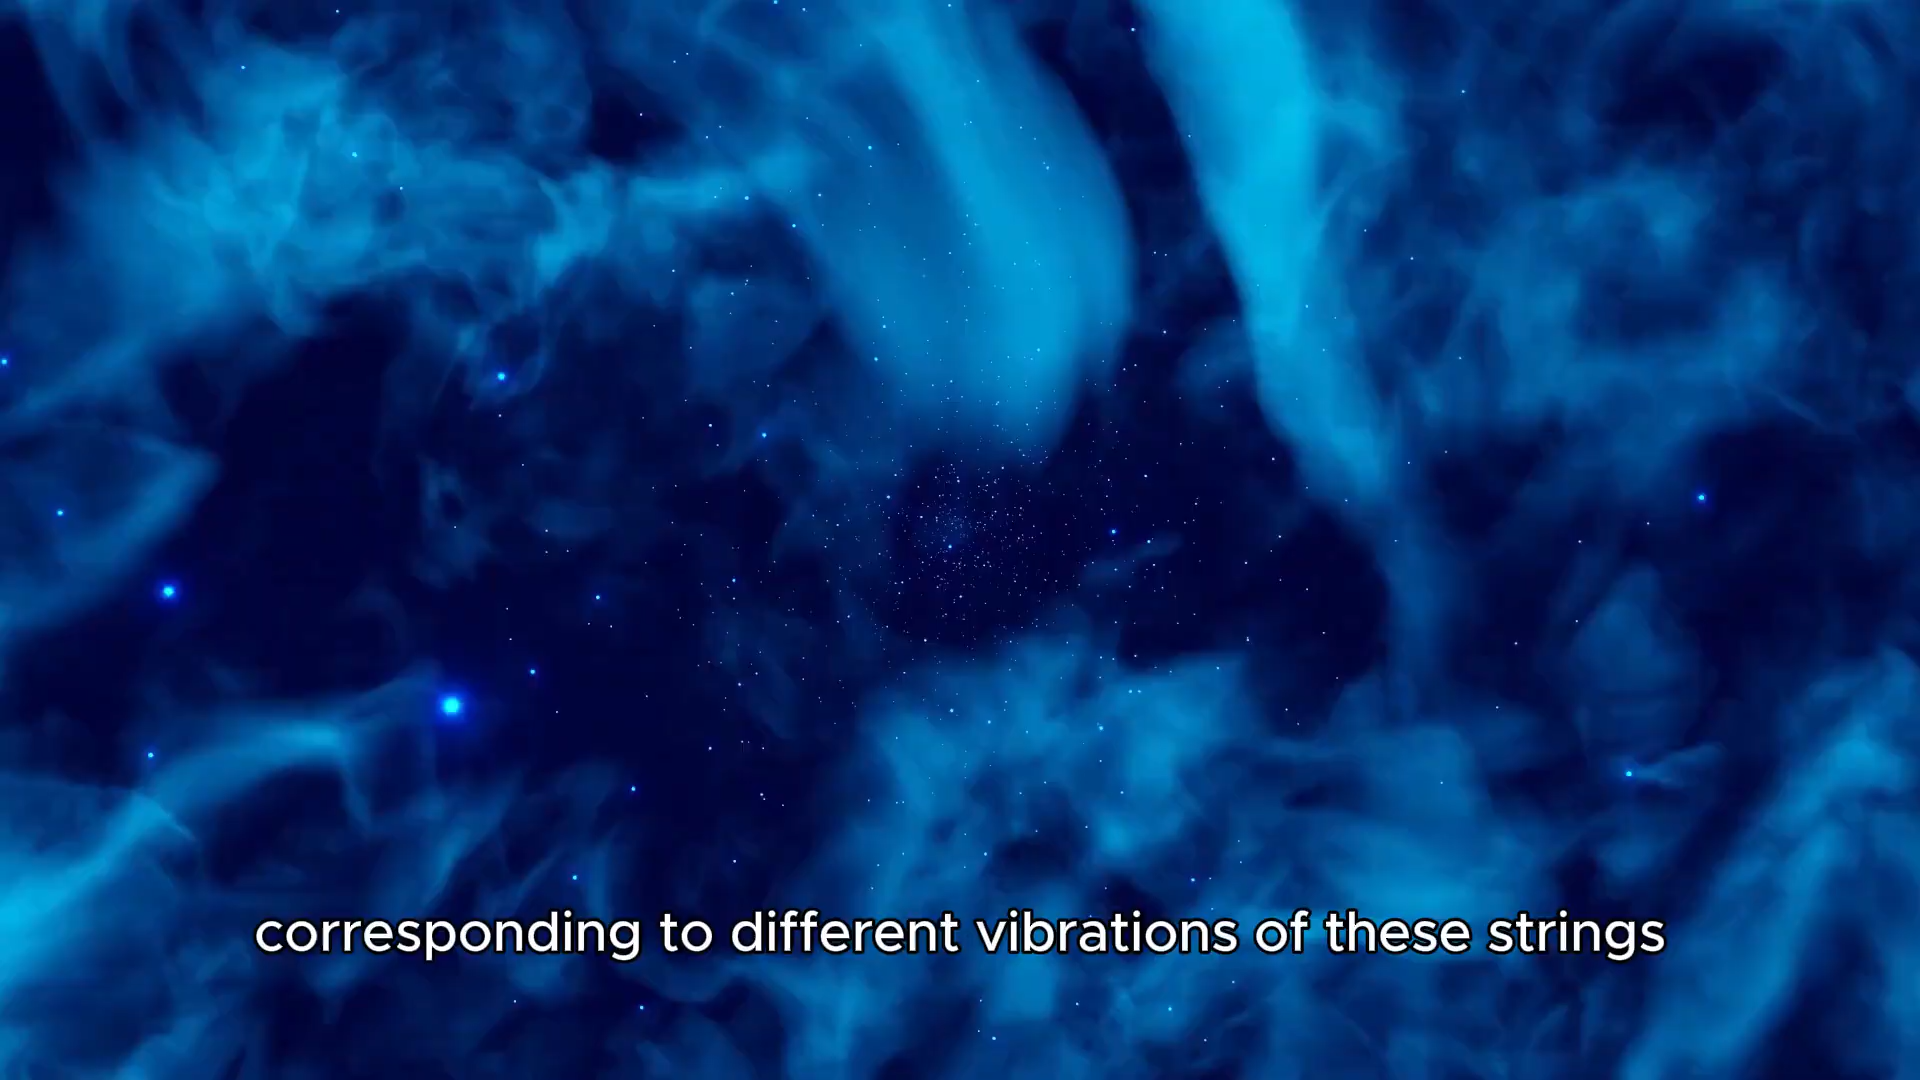 corresponding to different vibrations of these strings